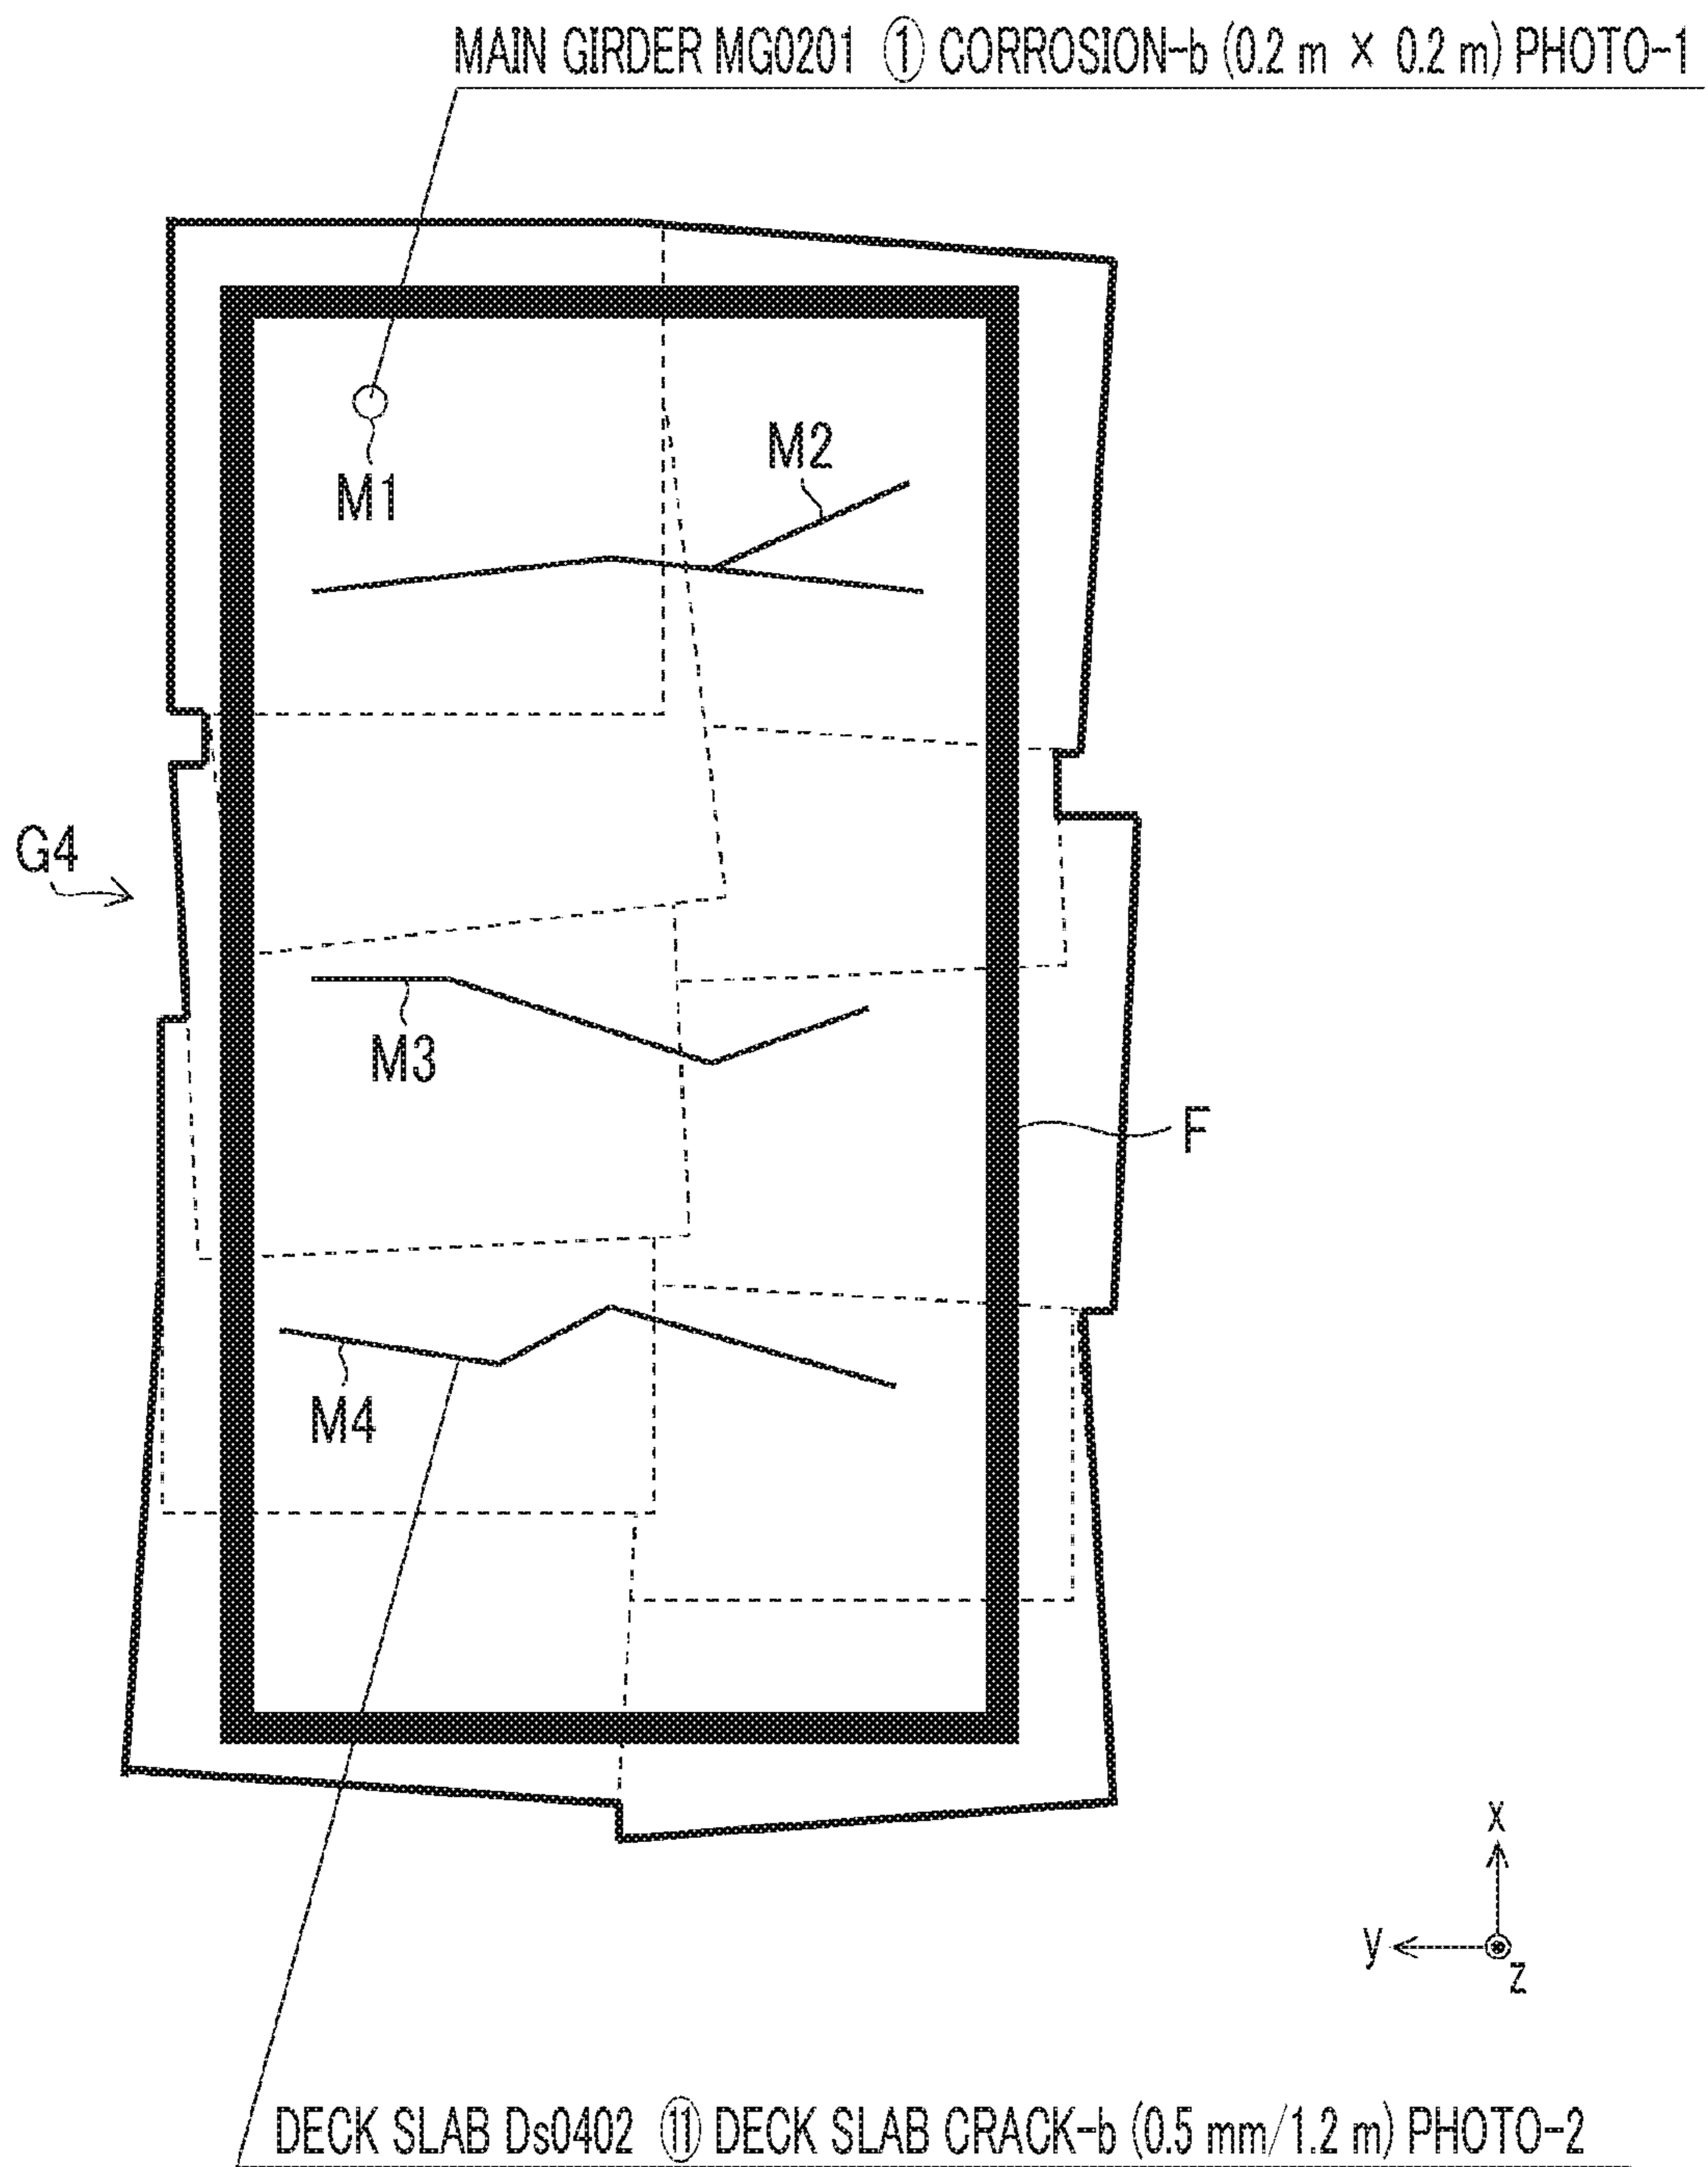 MAIN GIRDER MG0201 ① CORROSION-b (0.2 m × 0.2 m) PHOTO-1
M2
M1
G4
M3
F
M4
x
y
z
DECK SLAB Ds0402 ⑪ DECK SLAB CRACK-b (0.5 mm/1.2 m) PHOTO-2